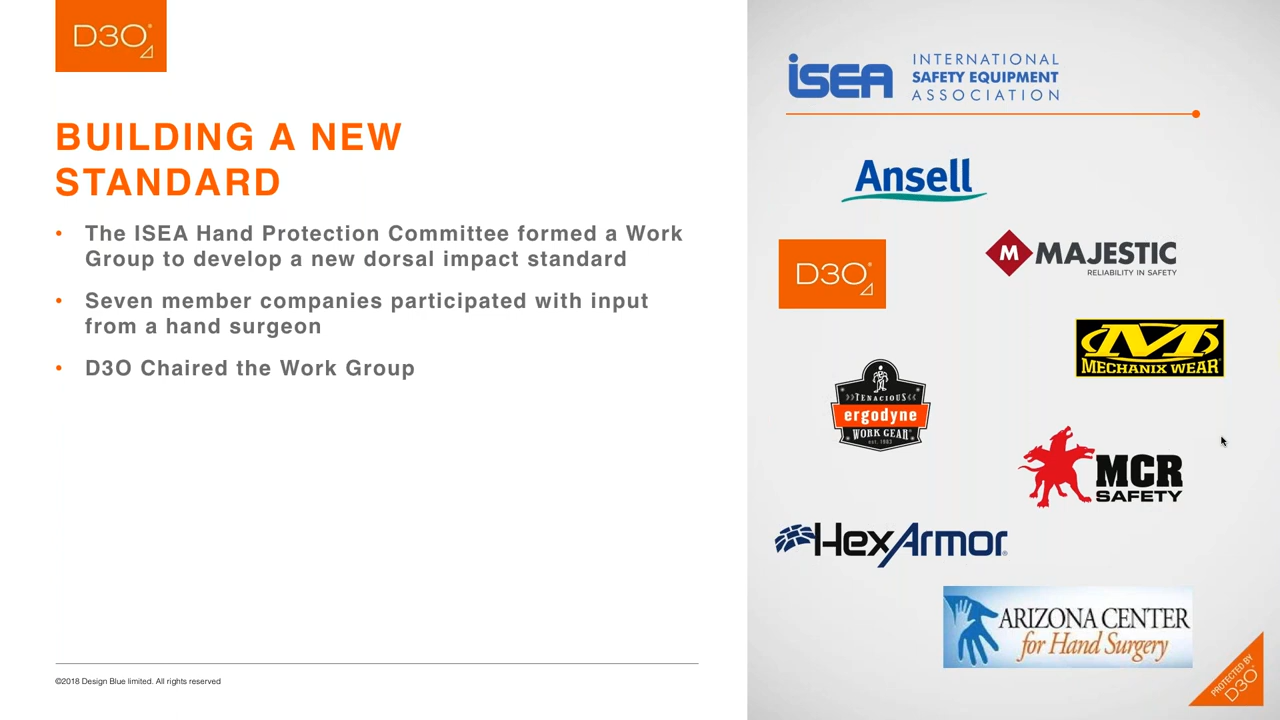 D3O
BUILDING A NEW
STANDARD
• The ISEA Hand Protection Committee formed a Work
Group to develop a new dorsal impact standard
• Seven member companies participated with input
from a hand surgeon
• D3O Chaired the Work Group
©2018 Design Blue limited. All rights reserved
iSEA
INTERNATIONAL
SAFETY EQUIPMENT
ASSOCIATION
Ansell
D3O
M MAJESTIC
RELIABILITY IN SAFETY
M
MECHANIX WEAR
TENACIOUS
ergodyne
WORK GEAR
est. 1983
MCR
SAFETY
HexArmor
ARIZONA CENTER
for Hand Surgery
PROTECTED BY
D3O